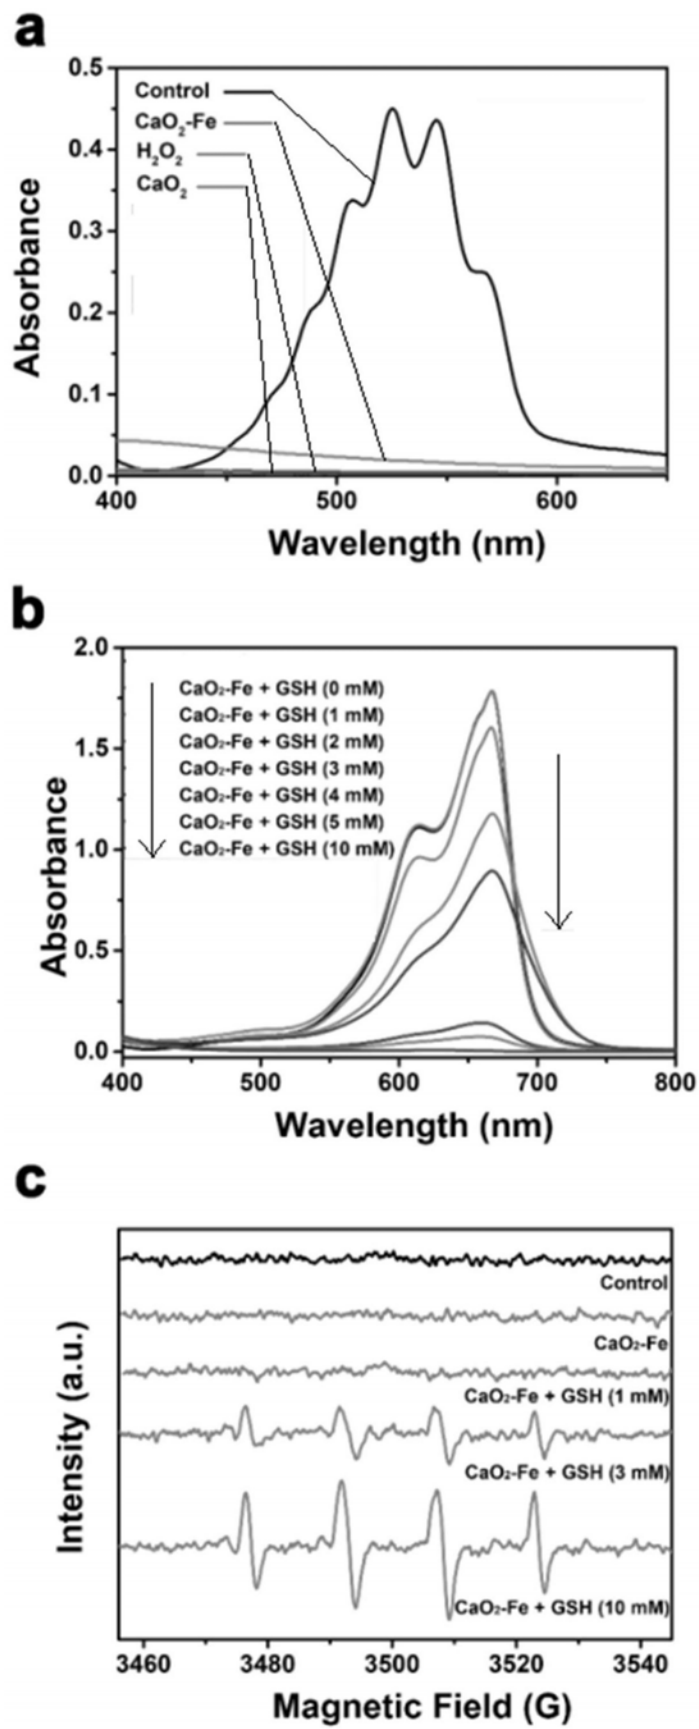 a
0.5
0.4
0.3
0.2
0.1
0.0
Absorbance
Control
CaO₂-Fe
H₂O₂
CaO₂
400
500
600
Wavelength (nm)
b
2.0
1.5
1.0
0.5
0.0
Absorbance
CaO₂-Fe + GSH (0 mM)
CaO₂-Fe + GSH (1 mM)
CaO₂-Fe + GSH (2 mM)
CaO₂-Fe + GSH (3 mM)
CaO₂-Fe + GSH (4 mM)
CaO₂-Fe + GSH (5 mM)
CaO₂-Fe + GSH (10 mM)
400
500
600
700
800
Wavelength (nm)
c
Intensity (a.u.)
Control
CaO₂-Fe
CaO₂-Fe + GSH (1 mM)
CaO₂-Fe + GSH (3 mM)
CaO₂-Fe + GSH (10 mM)
3460
3480
3500
3520
3540
Magnetic Field (G)